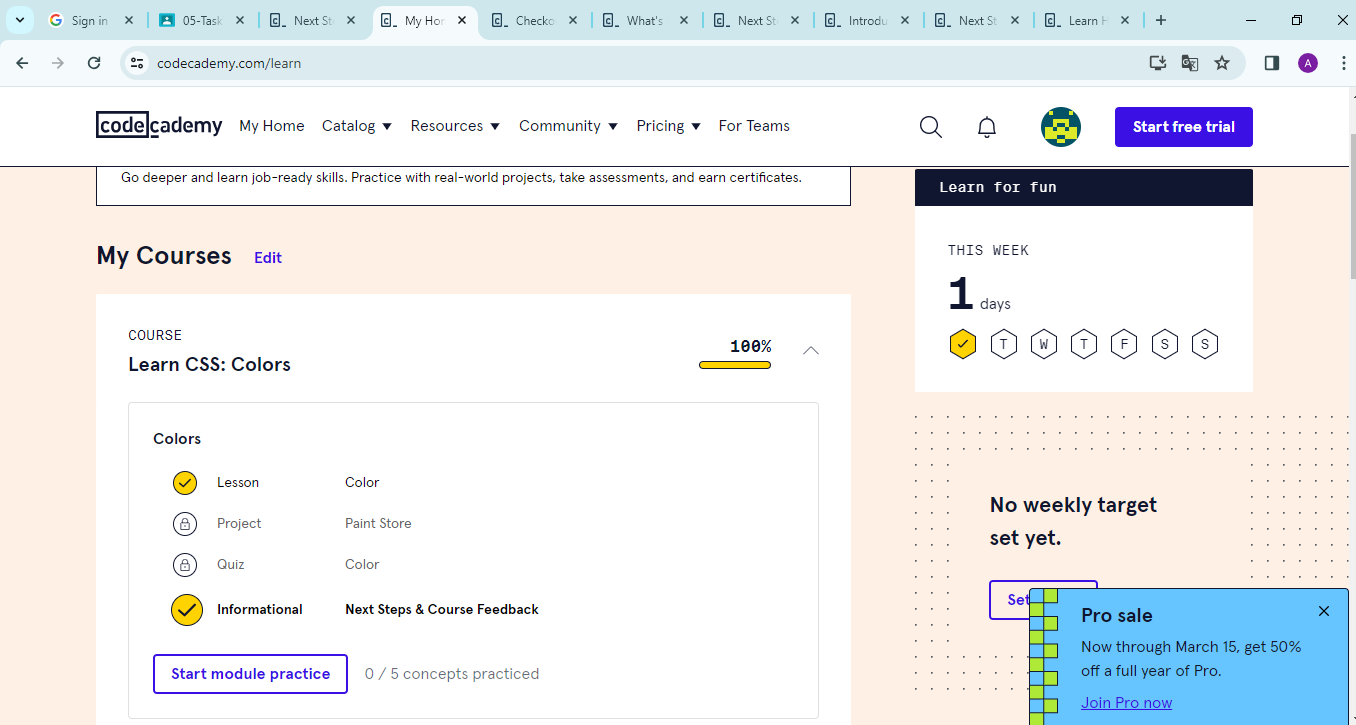 Sign in
05-Task
Next St
My Hor
Checko
What's
Next St
Introdu
Next St
Learn H
codecademy.com/learn
A
codecademy
My Home
Catalog
Resources
Community
Pricing
For Teams
Start free trial
Go deeper and learn job-ready skills. Practice with real-world projects, take assessments, and earn certificates.
My Courses
Edit
COURSE
Learn CSS: Colors
100%
Colors
Lesson
Color
Project
Paint Store
Quiz
Color
Informational
Next Steps & Course Feedback
Start module practice
0 / 5 concepts practiced
Learn for fun
THIS WEEK
1 days
T W T F S S
No weekly target
set yet.
Set
Pro sale
Now through March 15, get 50%
off a full year of Pro.
Join Pro now